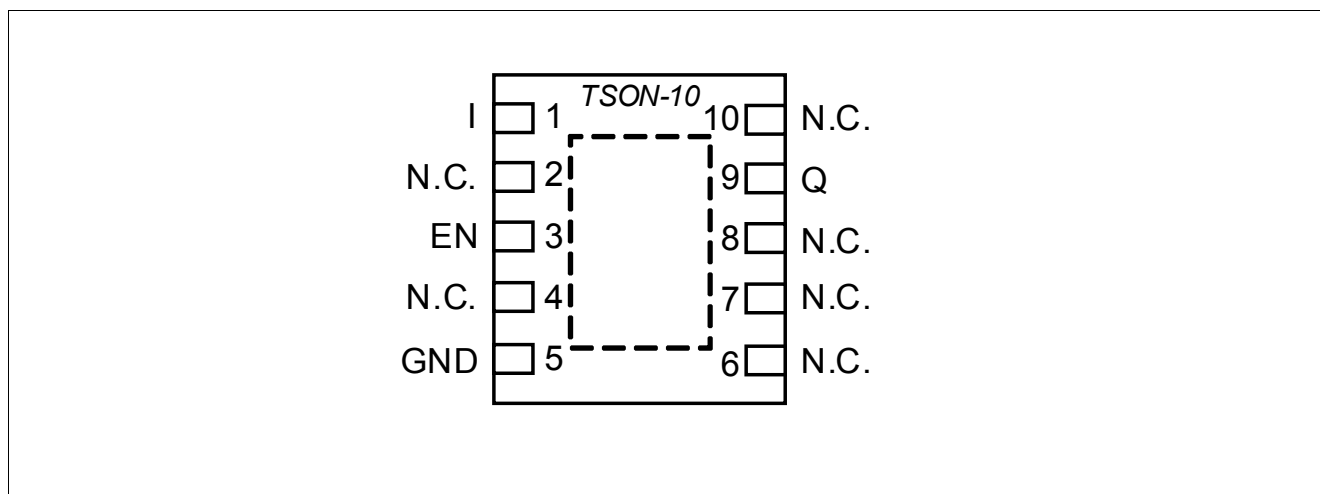 TSON-10
I 1 10 N.C.
N.C. 2 9 Q
EN 3 8 N.C.
N.C. 4 7 N.C.
GND 5 6 N.C.